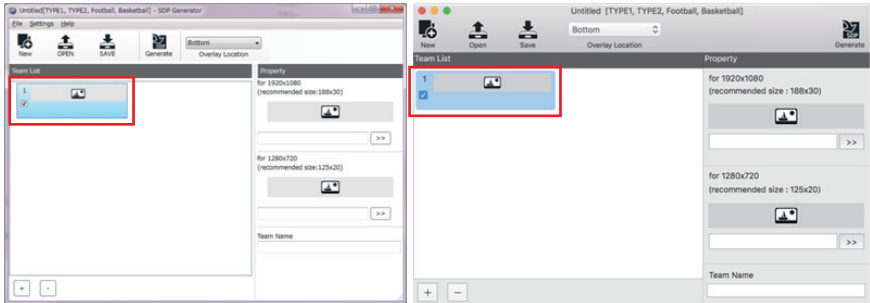 Untitled[TYPE1, TYPE2, Football, Basketball] - SDP Generator
File Settings Help
New OPEN SAVE Generate Bottom Overlay Location
Team List Property
1
for 1920x1080
(recommended size:188x30)
>>
for 1280x720
(recommended size:125x20)
>>
Team Name
+ -
Untitled [TYPE1, TYPE2, Football, Basketball]
Bottom
New Open Save Overlay Location Generate
Team List Property
1
for 1920x1080
(recommended size : 188x30)
>>
for 1280x720
(recommended size : 125x20)
>>
Team Name
+ −